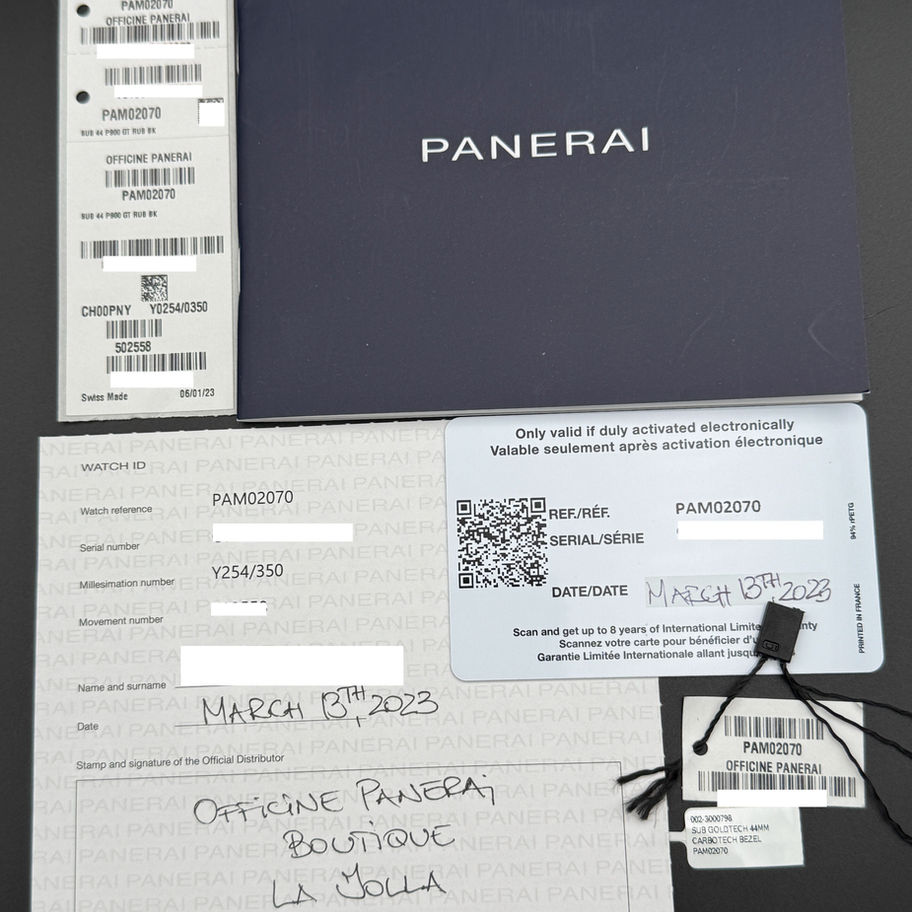 PAM02070
OFFICINE PANERAI
PAM02070
SUB 44 P900 GT RUB BK
OFFICINE PANERAI
PAM02070
SUB 44 P900 GT RUB BK
CH00PNY Y0254/0350
502558
Swiss Made 06/01/23
PANERAI
WATCH ID
Watch reference PAM02070
Serial number
Millesimation number Y254/350
Movement number
Name and surname
Date MARCH 13TH, 2023
Stamp and signature of the Official Distributor
OFFICINE PANERAI
BOUTIQUE
LA JOLLA
Only valid if duly activated electronically
Valable seulement après activation électronique
REF./RÉF. PAM02070
SERIAL/SÉRIE
DATE/DATE MARCH 13TH, 2023
Scan and get up to 8 years of International Limite
Scannez votre carte pour bénéficier d'u
Garantie Limitée Internationale allant jusqu
94% rPETG
PRINTED IN FRANCE
PAM02070
OFFICINE PANERAI
002-3000798
SUB GOLDTECH 44MM
CARBOTECH BEZEL
PAM02070